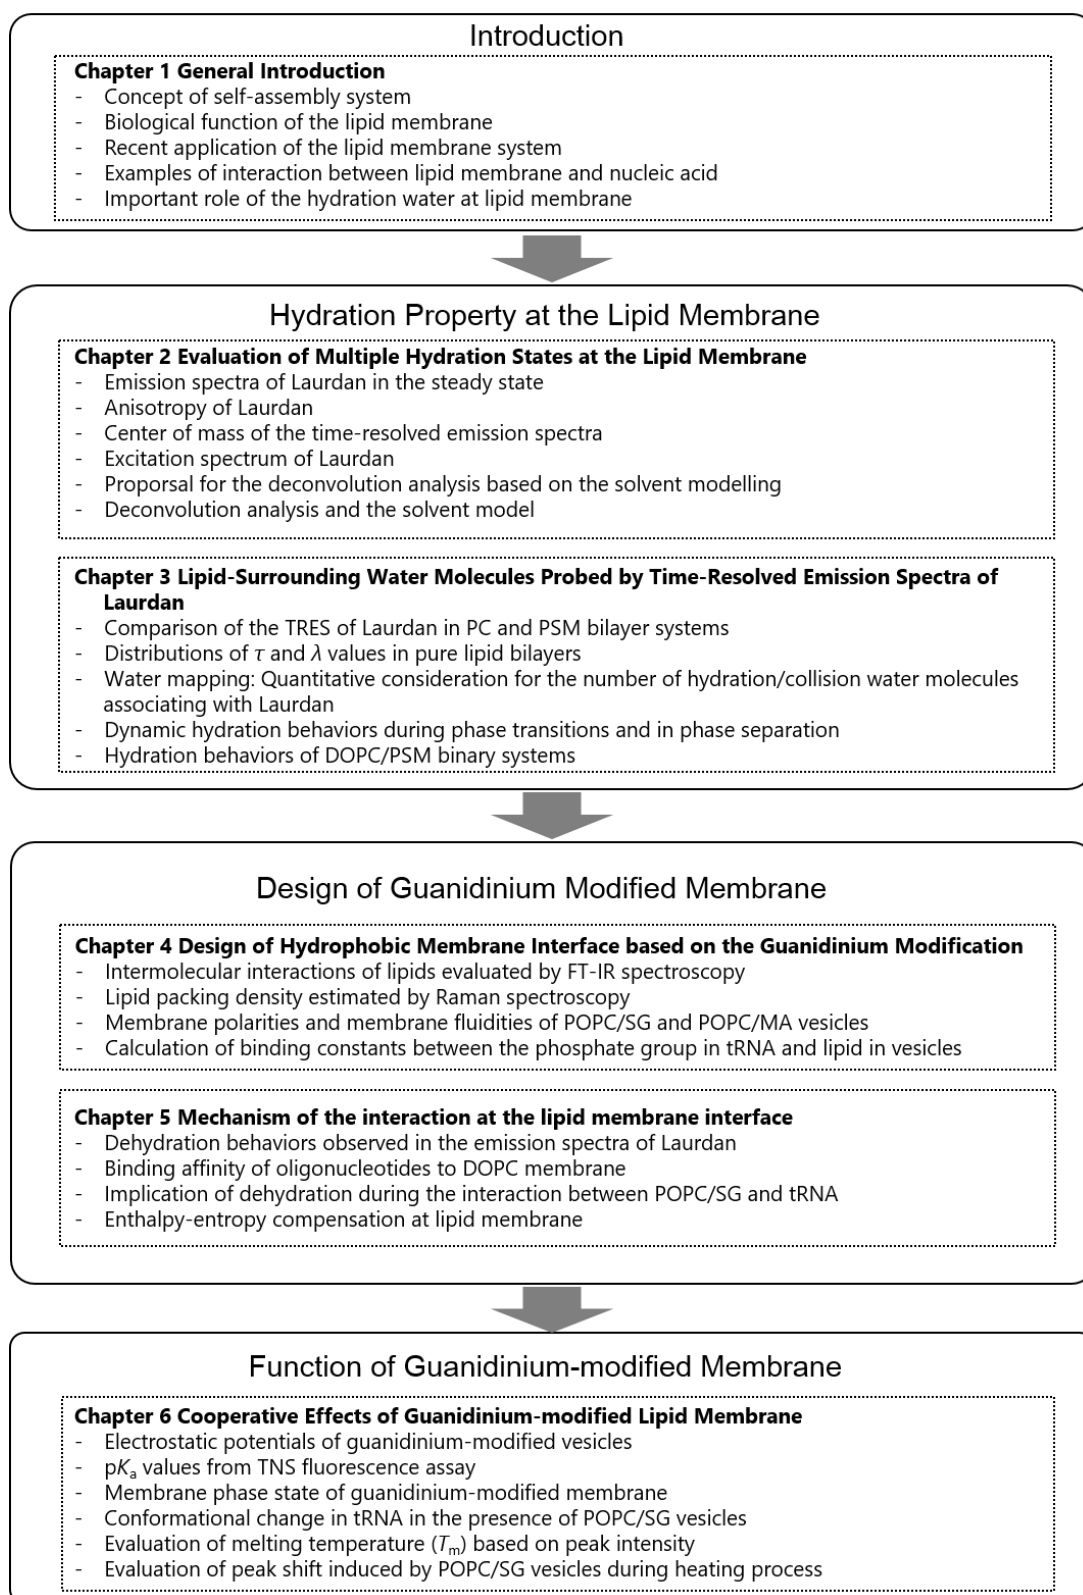 Introduction
Chapter 1 General Introduction
- Concept of self-assembly system
- Biological function of the lipid membrane
- Recent application of the lipid membrane system
- Examples of interaction between lipid membrane and nucleic acid
- Important role of the hydration water at lipid membrane
Hydration Property at the Lipid Membrane
Chapter 2 Evaluation of Multiple Hydration States at the Lipid Membrane
- Emission spectra of Laurdan in the steady state
- Anisotropy of Laurdan
- Center of mass of the time-resolved emission spectra
- Excitation spectrum of Laurdan
- Proporsal for the deconvolution analysis based on the solvent modelling
- Deconvolution analysis and the solvent model
Chapter 3 Lipid-Surrounding Water Molecules Probed by Time-Resolved Emission Spectra of
Laurdan
- Comparison of the TRES of Laurdan in PC and PSM bilayer systems
- Distributions of τ and λ values in pure lipid bilayers
- Water mapping: Quantitative consideration for the number of hydration/collision water molecules
associating with Laurdan
- Dynamic hydration behaviors during phase transitions and in phase separation
- Hydration behaviors of DOPC/PSM binary systems
Design of Guanidinium Modified Membrane
Chapter 4 Design of Hydrophobic Membrane Interface based on the Guanidinium Modification
- Intermolecular interactions of lipids evaluated by FT-IR spectroscopy
- Lipid packing density estimated by Raman spectroscopy
- Membrane polarities and membrane fluidities of POPC/SG and POPC/MA vesicles
- Calculation of binding constants between the phosphate group in tRNA and lipid in vesicles
Chapter 5 Mechanism of the interaction at the lipid membrane interface
- Dehydration behaviors observed in the emission spectra of Laurdan
- Binding affinity of oligonucleotides to DOPC membrane
- Implication of dehydration during the interaction between POPC/SG and tRNA
- Enthalpy-entropy compensation at lipid membrane
Function of Guanidinium-modified Membrane
Chapter 6 Cooperative Effects of Guanidinium-modified Lipid Membrane
- Electrostatic potentials of guanidinium-modified vesicles
- pKa values from TNS fluorescence assay
- Membrane phase state of guanidinium-modified membrane
- Conformational change in tRNA in the presence of POPC/SG vesicles
- Evaluation of melting temperature (Tm) based on peak intensity
- Evaluation of peak shift induced by POPC/SG vesicles during heating process